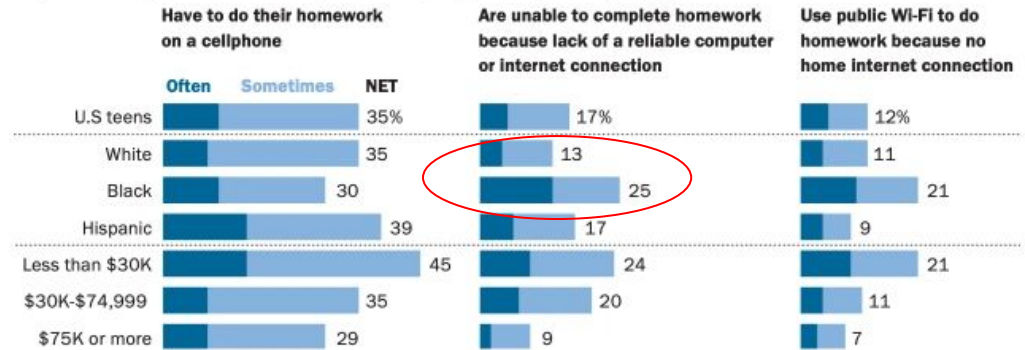 Have to do their homework
on a cellphone
Are unable to complete homework
because lack of a reliable computer
or internet connection
Use public Wi-Fi to do
homework because no
home internet connection
Often Sometimes NET
U.S teens 35% 17% 12%
White 35 13 11
Black 30 25 21
Hispanic 39 17 9
Less than $30K 45 24 21
$30K-$74,999 35 20 11
$75K or more 29 9 7